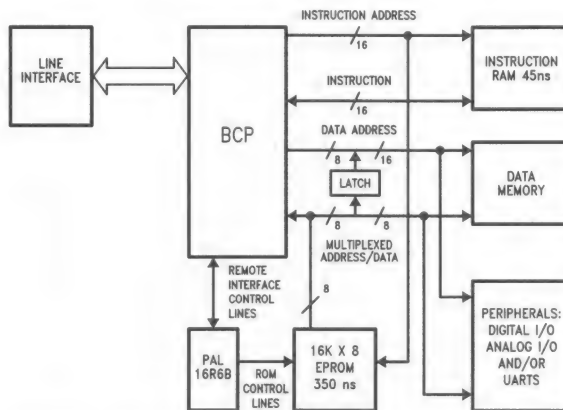 INSTRUCTION ADDRESS
16
LINE
INTERFACE
INSTRUCTION
RAM 45ns
INSTRUCTION
16
BCP
DATA ADDRESS
8
16
LATCH
DATA
MEMORY
8
8
MULTIPLEXED
ADDRESS/DATA
REMOTE
INTERFACE
CONTROL
LINES
8
PERIPHERALS:
DIGITAL I/O
ANALOG I/O
AND/OR
UARTS
PAL
16R6B
ROM
CONTROL
LINES
16K X 8
EPROM
350 ns